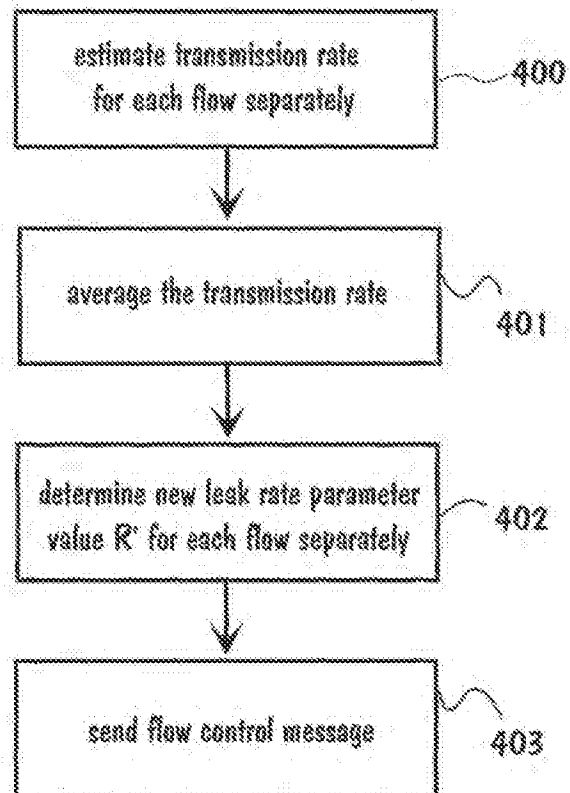 estimate transmission rate
for each flow separately
400
average the transmission rate
401
determine new leak rate parameter
value R' for each flow separately
402
send flow control message
403